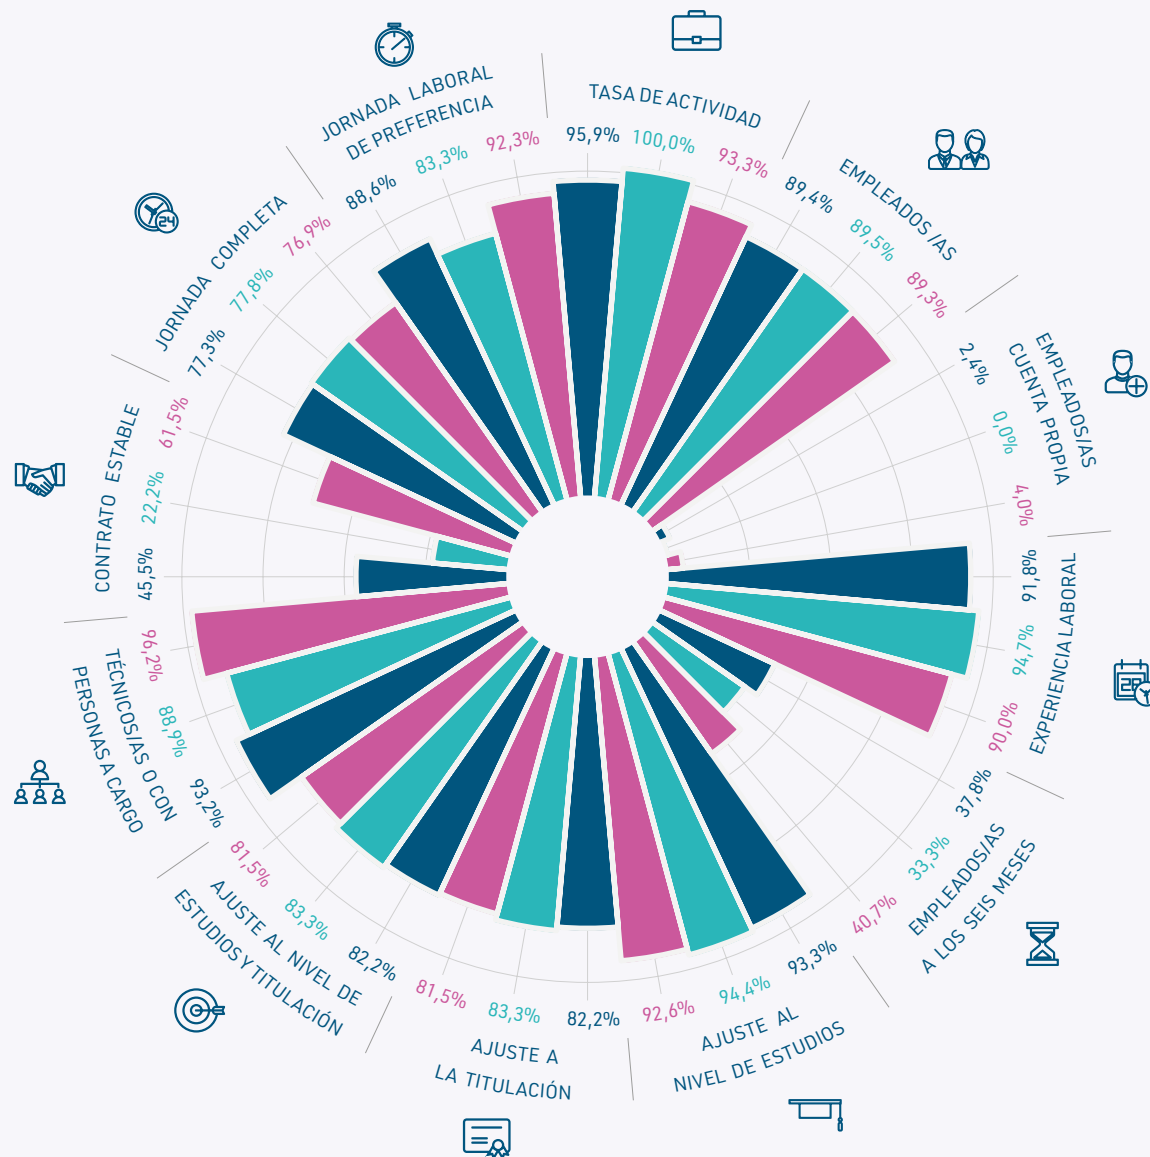 TASA DE ACTIVIDAD
95,9%
100,0%
93,3%
EMPLEADOS/AS
89,4%
89,5%
89,3%
EMPLEADOS/AS
CUENTA PROPIA
2,4%
0,0%
4,0%
EXPERIENCIA LABORAL
91,8%
94,7%
90,0%
EMPLEADOS/AS
A LOS SEIS MESES
37,8%
33,3%
40,7%
AJUSTE AL
NIVEL DE ESTUDIOS
93,3%
94,4%
92,6%
AJUSTE A
LA TITULACIÓN
82,2%
83,3%
81,5%
AJUSTE AL NIVEL DE
ESTUDIOS Y TITULACIÓN
82,2%
83,3%
81,5%
TÉCNICOS/AS O CON
PERSONAS A CARGO
93,2%
88,9%
96,2%
CONTRATO ESTABLE
45,5%
22,2%
61,5%
JORNADA COMPLETA
77,3%
77,8%
76,9%
JORNADA LABORAL
DE PREFERENCIA
88,6%
83,3%
92,3%
24